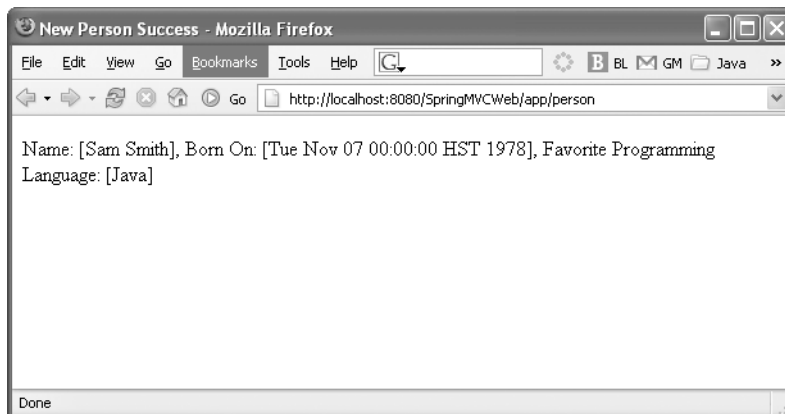 New Person Success - Mozilla Firefox
File Edit View Go Bookmarks Tools Help G BL GM Java »
Go http://localhost:8080/SpringMVCWeb/app/person
Name: [Sam Smith], Born On: [Tue Nov 07 00:00:00 HST 1978], Favorite Programming
Language: [Java]
Done